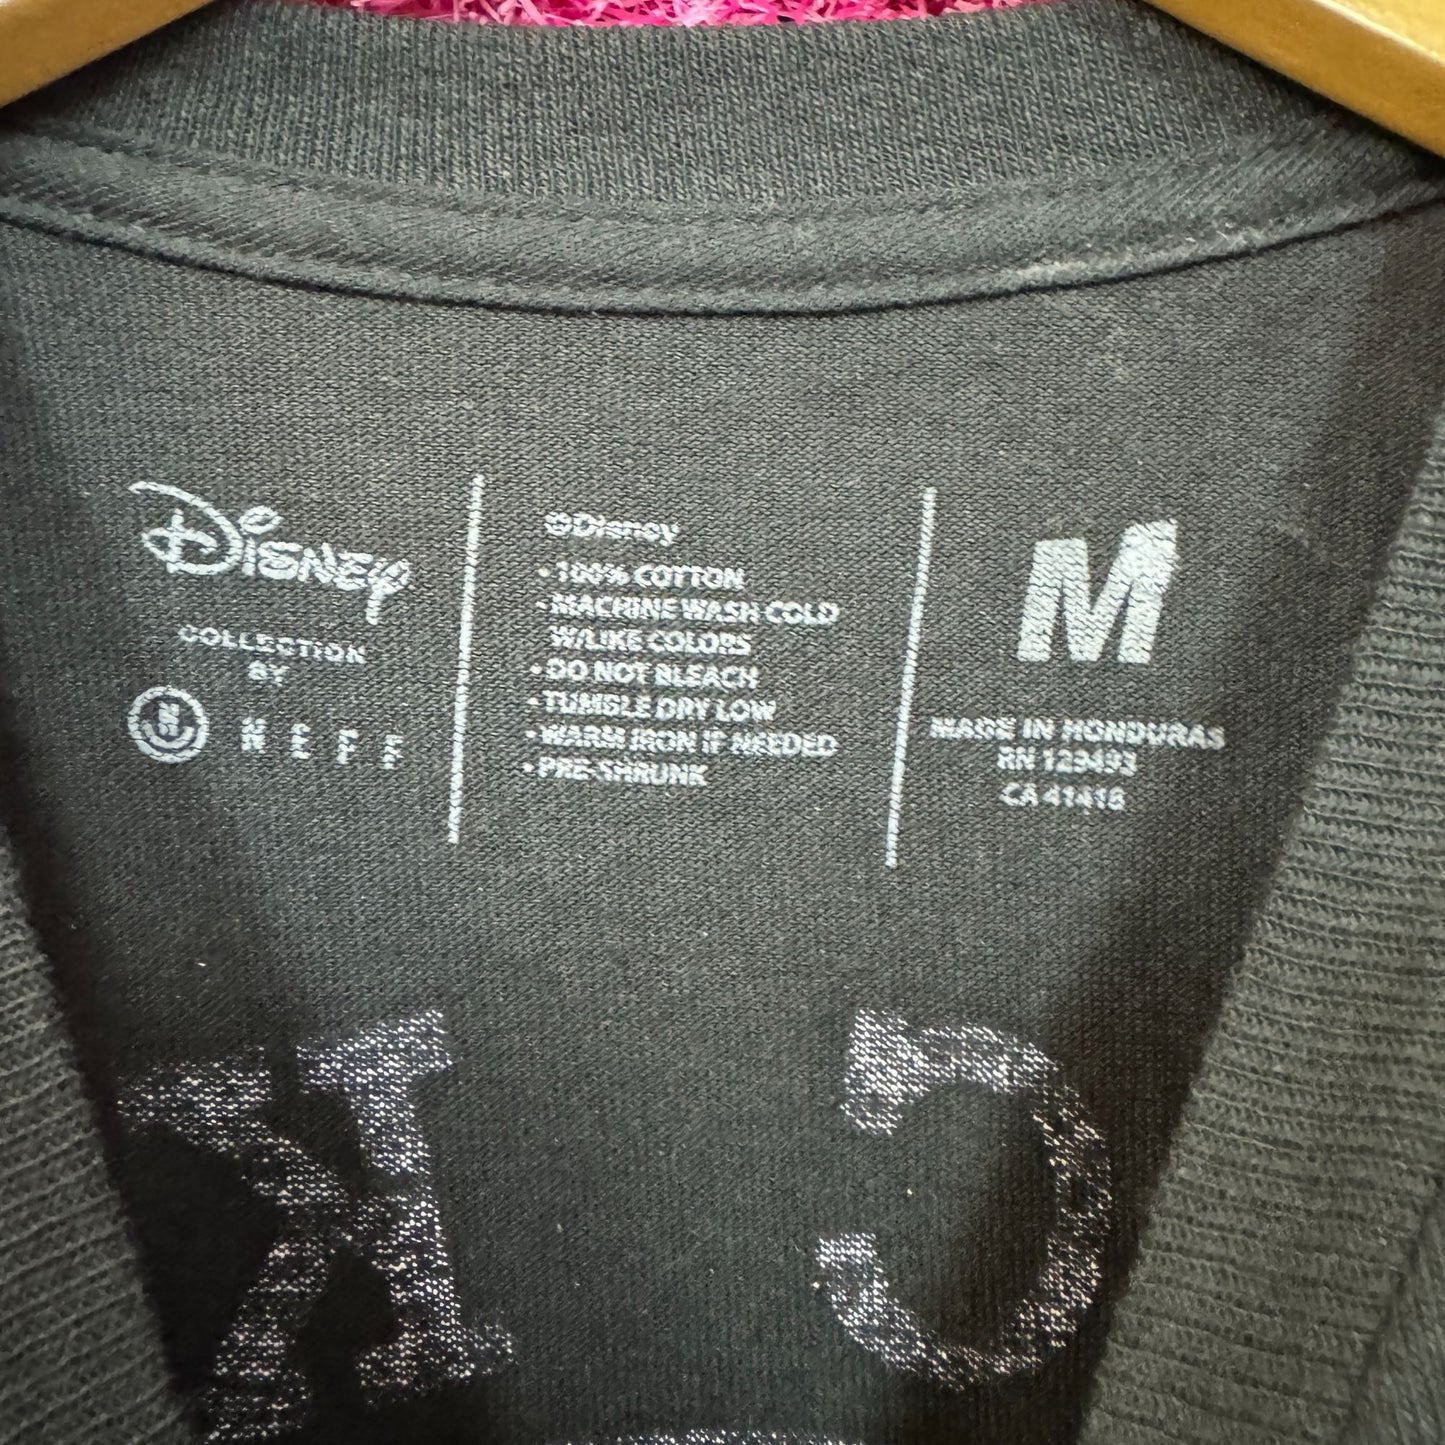 Disney
COLLECTION
BY
N NEFF
©Disney
• 100% COTTON
• MACHINE WASH COLD
W/LIKE COLORS
• DO NOT BLEACH
• TUMBLE DRY LOW
• WARM IRON IF NEEDED
• PRE-SHRUNK
M
MADE IN HONDURAS
RN 129493
CA 41416